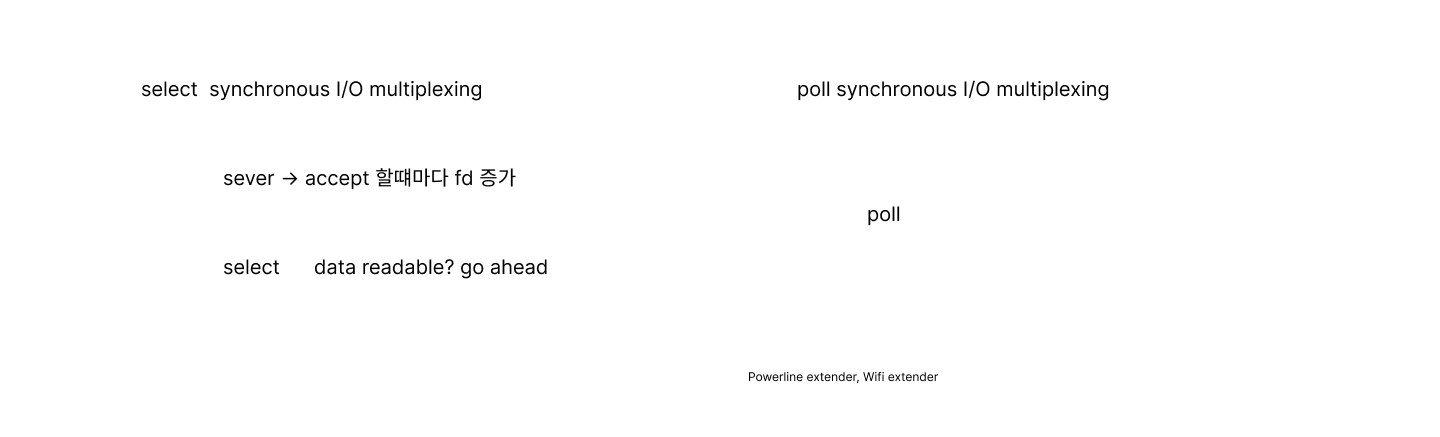 select  synchronous I/O multiplexing
sever → accept 할떄마다 fd 증가
select data readable? go ahead
poll synchronous I/O multiplexing
poll
Powerline extender, Wifi extender